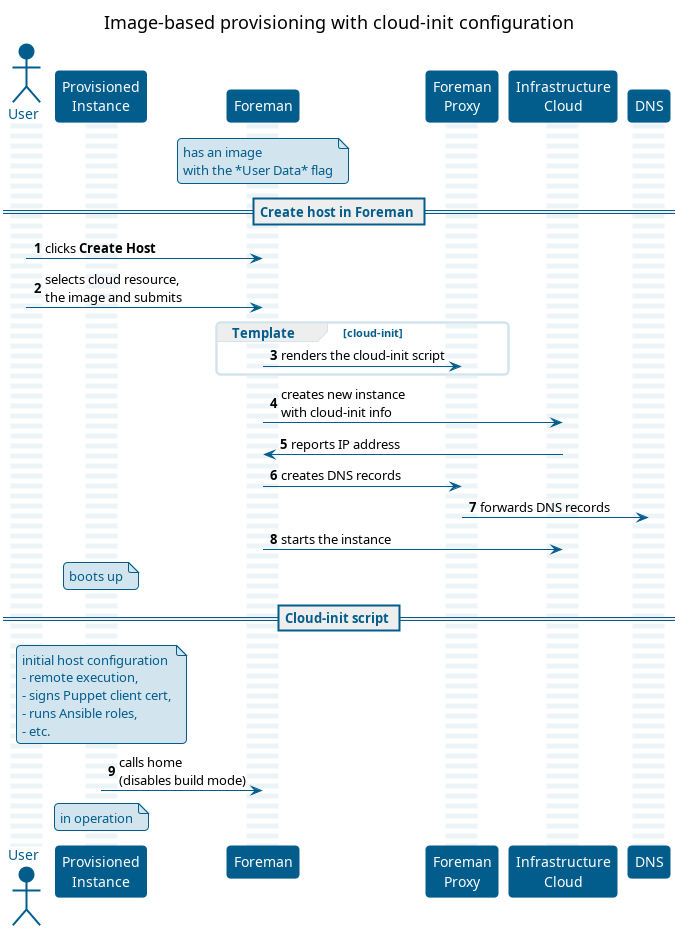 Image-based provisioning with cloud-init configuration
User
Provisioned
Instance
Foreman
Foreman
Proxy
Infrastructure
Cloud
DNS
has an image
with the *User Data* flag
Create host in Foreman
1 clicks Create Host
2 selects cloud resource,
the image and submits
Template [cloud-init]
3 renders the cloud-init script
4 creates new instance
with cloud-init info
5 reports IP address
6 creates DNS records
7 forwards DNS records
8 starts the instance
boots up
Cloud-init script
initial host configuration
- remote execution,
- signs Puppet client cert,
- runs Ansible roles,
- etc.
9 calls home
(disables build mode)
in operation
User
Provisioned
Instance
Foreman
Foreman
Proxy
Infrastructure
Cloud
DNS